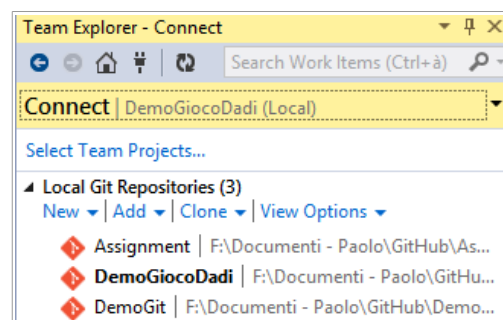 Team Explorer - Connect
Search Work Items (Ctrl+à)
Connect | DemoGiocoDadi (Local)
Select Team Projects...
Local Git Repositories (3)
New | Add | Clone | View Options
Assignment | F:\Documenti - Paolo\GitHub\As...
DemoGiocoDadi | F:\Documenti - Paolo\GitHu...
DemoGit | F:\Documenti - Paolo\GitHub\Demo...